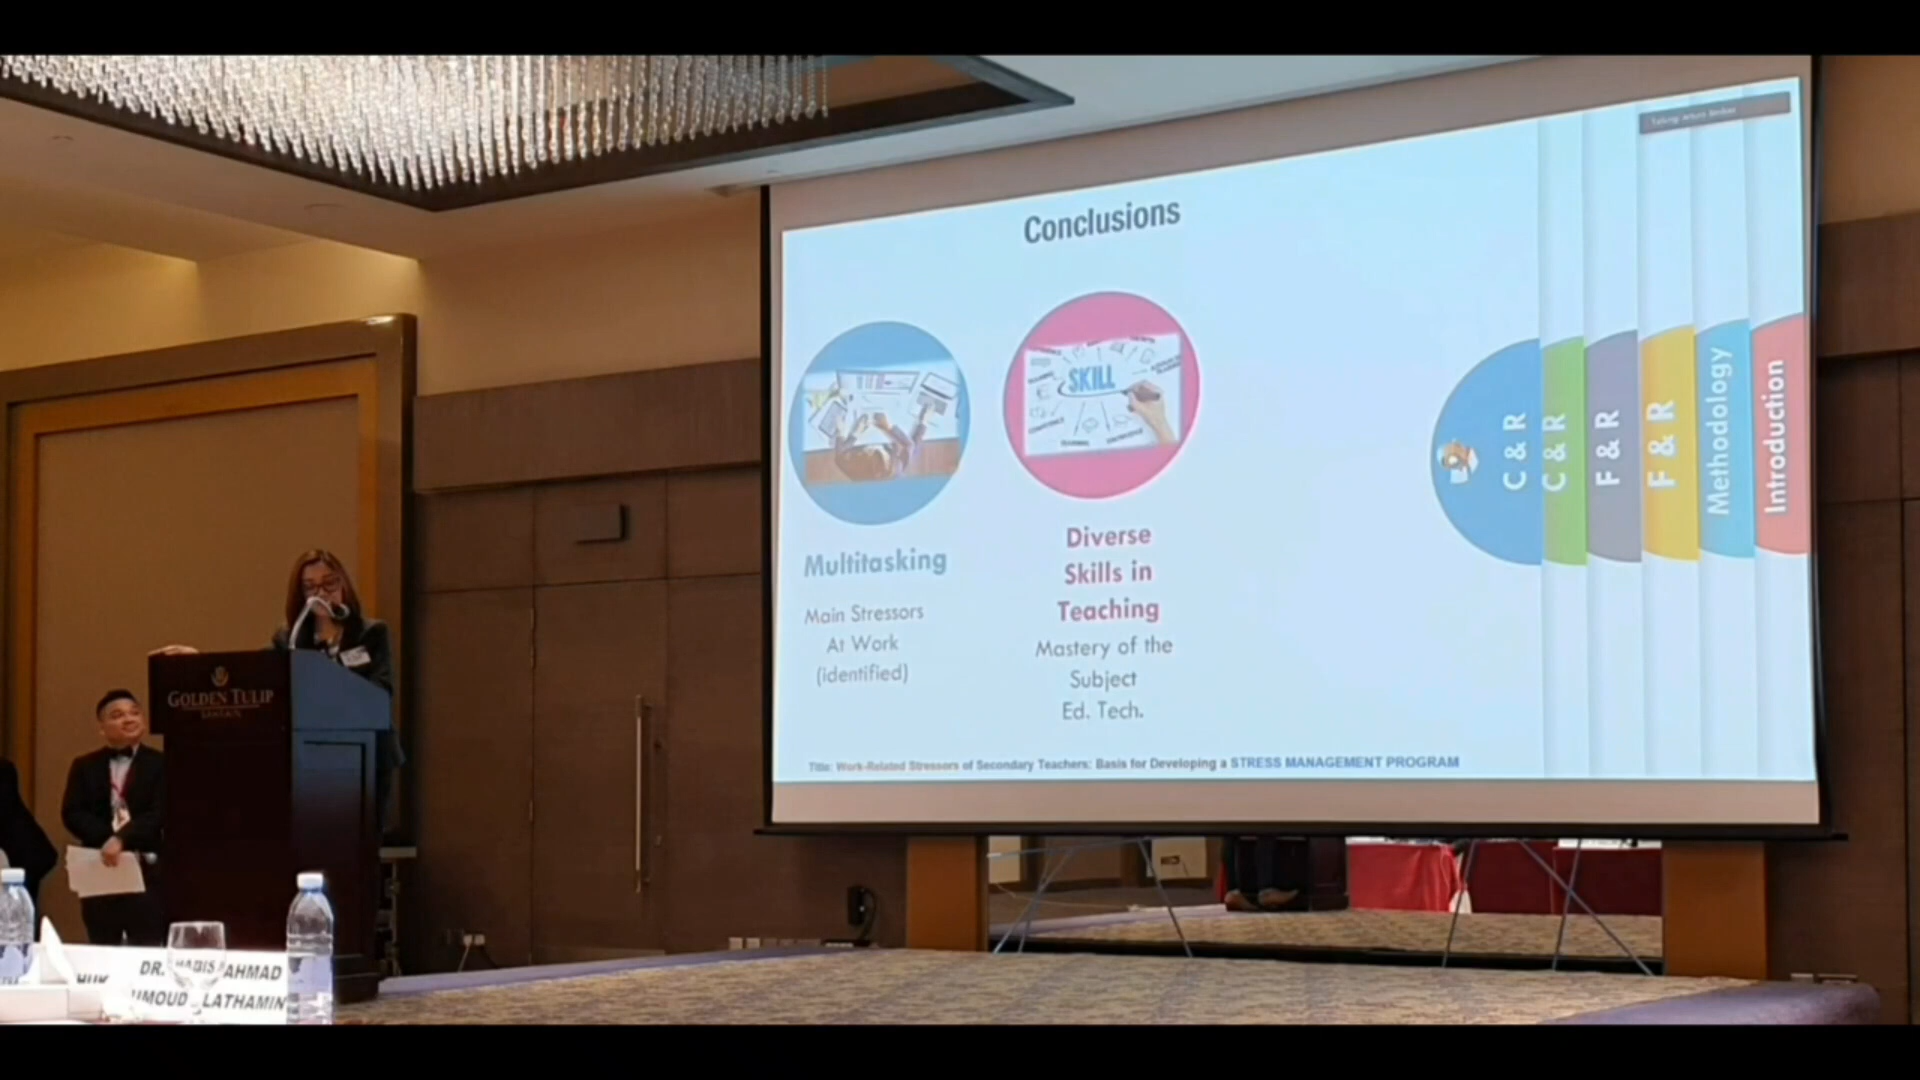 Conclusions
SKILL
Multitasking
Main Stressors
At Work
(identified)
Diverse
Skills in
Teaching
Mastery of the
Subject
Ed. Tech.
C & R
C & R
F & R
F & R
Methodology
Introduction
Title: Work-Related Stressors of Secondary Teachers: Basis for Developing a STRESS MANAGEMENT PROGRAM
GOLDEN TULIP
DR. AHMAD
LATHAMIN